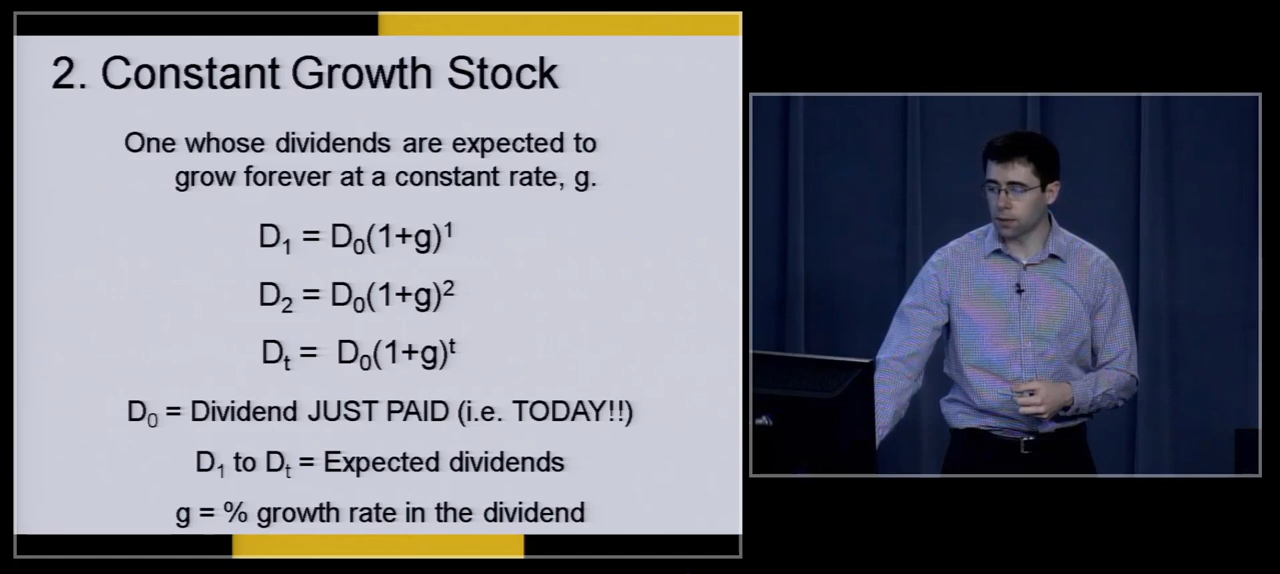 2. Constant Growth Stock
One whose dividends are expected to
grow forever at a constant rate, g.
D₁ = D₀(1+g)¹
D₂ = D₀(1+g)²
Dₜ = D₀(1+g)ᵗ
D₀ = Dividend JUST PAID (i.e. TODAY!!)
D₁ to Dₜ = Expected dividends
g = % growth rate in the dividend